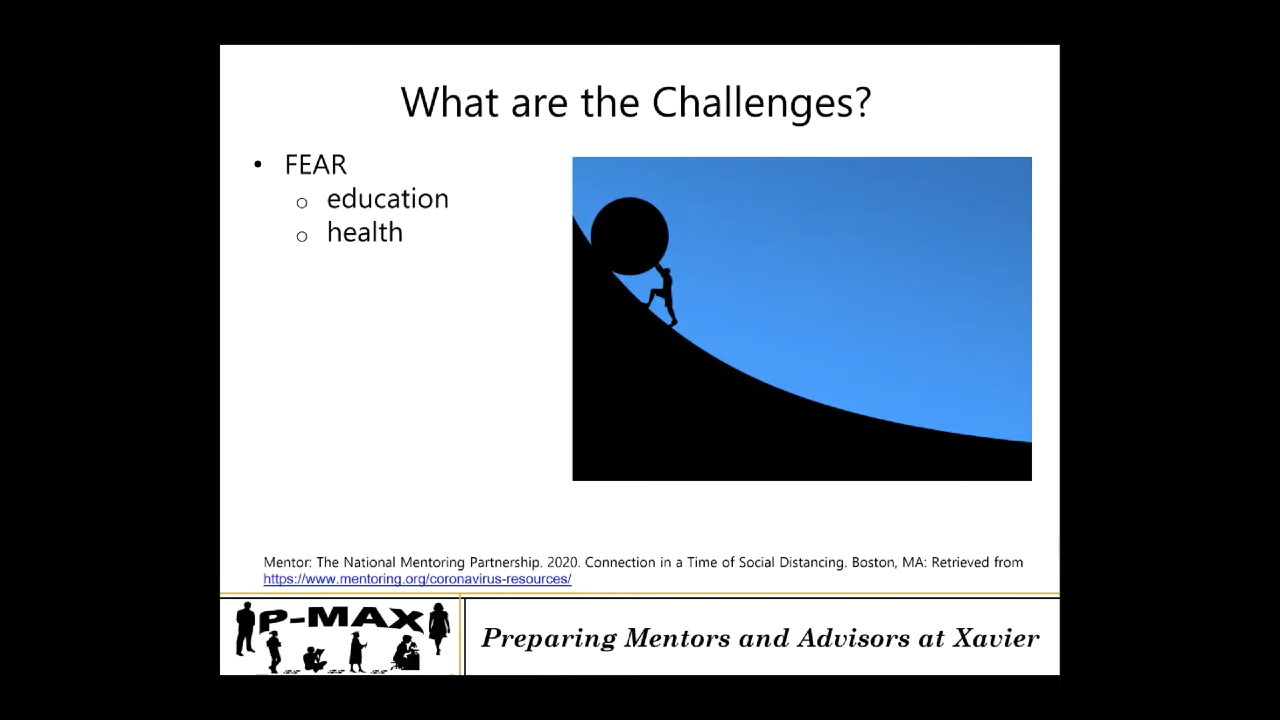 What are the Challenges?
• FEAR
o education
o health
Mentor: The National Mentoring Partnership. 2020. Connection in a Time of Social Distancing. Boston, MA: Retrieved from
https://www.mentoring.org/coronavirus-resources/
P-MAX
Preparing Mentors and Advisors at Xavier